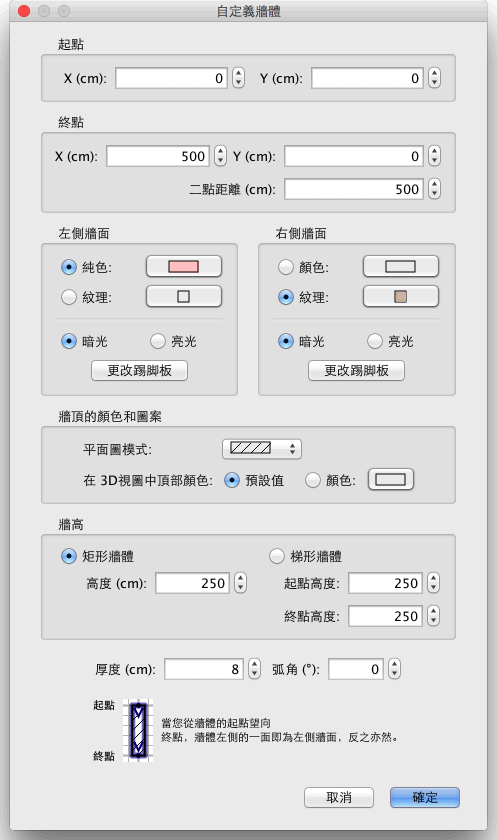 自定義牆體
起點
X (cm): 0 Y (cm): 0
終點
X (cm): 500 Y (cm): 0
二點距離 (cm): 500
左側牆面 右側牆面
純色: 顏色:
紋理: 紋理:
暗光 亮光 暗光 亮光
更改踢脚板 更改踢脚板
牆頂的顏色和圖案
平面圖模式:
在 3D視圖中頂部顏色: 預設值 顏色:
牆高
矩形牆體 梯形牆體
高度 (cm): 250 起點高度: 250
終點高度: 250
厚度 (cm): 8 弧角 (°): 0
起點
當您從牆體的起點望向
終點，牆體左側的一面即為左側牆面，反之亦然。
終點
取消 確定